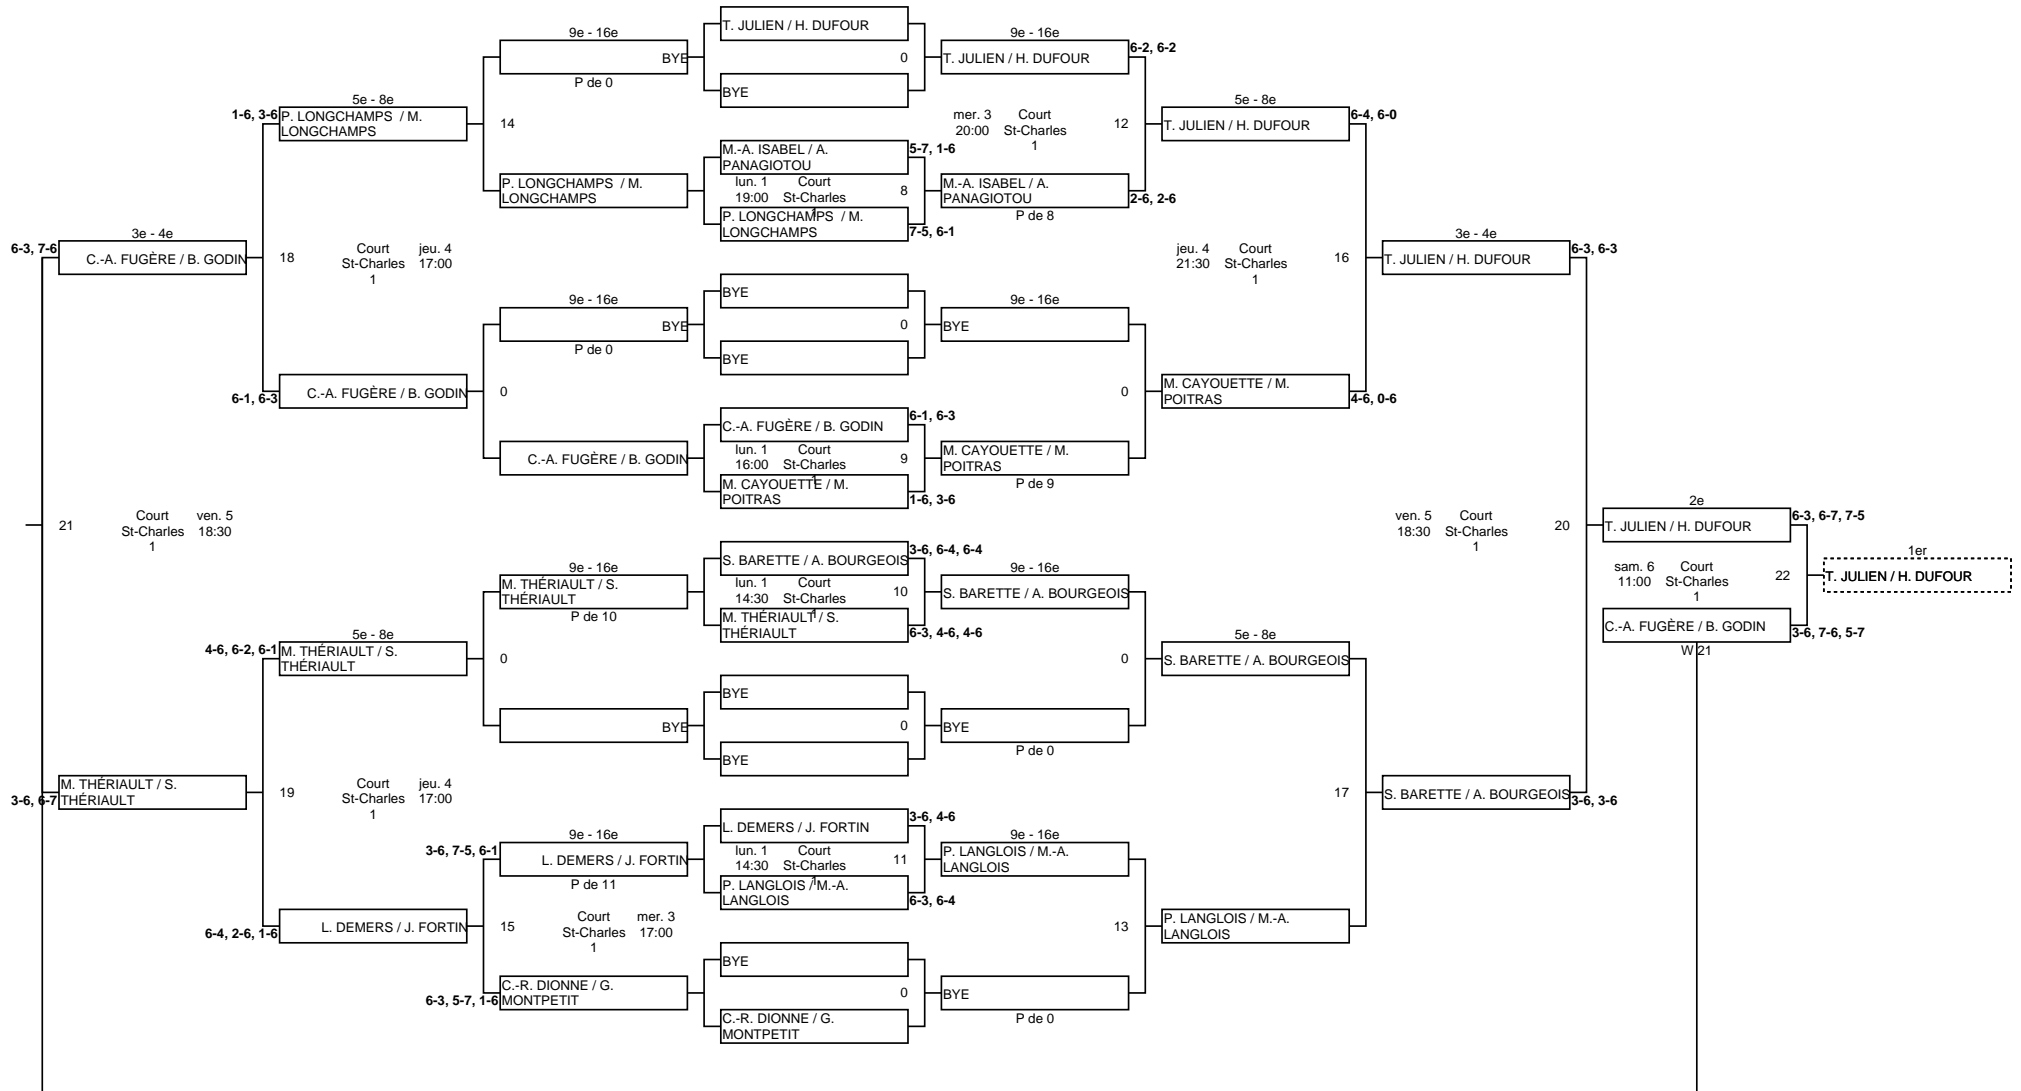 T. JULIEN / H. DUFOUR
9e - 16e
BYE
P de 0
0
BYE
9e - 16e
T. JULIEN / H. DUFOUR
6-2, 6-2
5e - 8e
1-6, 3-6
P. LONGCHAMPS / M.
LONGCHAMPS
14
mer. 3 Court
20:00 St-Charles
1
12
5e - 8e
T. JULIEN / H. DUFOUR
6-4, 6-0
P. LONGCHAMPS / M.
LONGCHAMPS
M.-A. ISABEL / A.
PANAGIOTOU
5-7, 1-6
lun. 1 Court
19:00 St-Charles
1
8
P. LONGCHAMPS / M.
LONGCHAMPS
7-5, 6-1
M.-A. ISABEL / A.
PANAGIOTOU
P de 8
2-6, 2-6
3e - 4e
6-3, 7-6
C.-A. FUGÈRE / B. GODIN
18
Court jeu. 4
St-Charles 17:00
1
jeu. 4 Court
21:30 St-Charles
1
16
3e - 4e
T. JULIEN / H. DUFOUR
6-3, 6-3
9e - 16e
BYE
P de 0
BYE
0
BYE
9e - 16e
BYE
6-1, 6-3
C.-A. FUGÈRE / B. GODIN
0
0
M. CAYOUETTE / M.
POITRAS
4-6, 0-6
C.-A. FUGÈRE / B. GODIN
C.-A. FUGÈRE / B. GODIN
6-1, 6-3
lun. 1 Court
16:00 St-Charles
1
9
M. CAYOUETTE / M.
POITRAS
1-6, 3-6
M. CAYOUETTE / M.
POITRAS
P de 9
21
Court ven. 5
St-Charles 18:30
1
ven. 5 Court
18:30 St-Charles
1
20
2e
T. JULIEN / H. DUFOUR
6-3, 6-7, 7-5
9e - 16e
M. THÉRIAULT / S.
THÉRIAULT
P de 10
S. BARETTE / A. BOURGEOIS
3-6, 6-4, 6-4
lun. 1 Court
14:30 St-Charles
1
10
M. THÉRIAULT / S.
THÉRIAULT
6-3, 4-6, 4-6
9e - 16e
S. BARETTE / A. BOURGEOIS
sam. 6 Court
11:00 St-Charles
1
22
1er
T. JULIEN / H. DUFOUR
C.-A. FUGÈRE / B. GODIN
3-6, 7-6, 5-7
W 21
5e - 8e
4-6, 6-2, 6-1
M. THÉRIAULT / S.
THÉRIAULT
0
0
5e - 8e
S. BARETTE / A. BOURGEOIS
BYE
BYE
0
BYE
BYE
P de 0
3-6, 6-7
M. THÉRIAULT / S.
THÉRIAULT
19
Court jeu. 4
St-Charles 17:00
1
17
S. BARETTE / A. BOURGEOIS
3-6, 3-6
9e - 16e
3-6, 7-5, 6-1
L. DEMERS / J. FORTIN
P de 11
L. DEMERS / J. FORTIN
3-6, 4-6
lun. 1 Court
14:30 St-Charles
1
11
P. LANGLOIS / M.-A.
LANGLOIS
6-3, 6-4
9e - 16e
P. LANGLOIS / M.-A.
LANGLOIS
6-4, 2-6, 1-6
L. DEMERS / J. FORTIN
15
Court mer. 3
St-Charles 17:00
1
13
P. LANGLOIS / M.-A.
LANGLOIS
6-3, 5-7, 1-6
C.-R. DIONNE / G.
MONTPETIT
BYE
0
C.-R. DIONNE / G.
MONTPETIT
BYE
P de 0